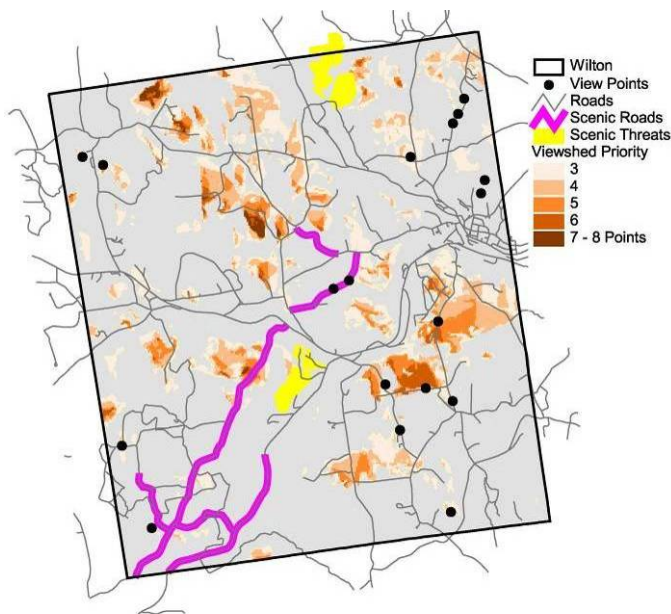 Wilton
View Points
Roads
Scenic Roads
Scenic Threats
Viewshed Priority
3
4
5
6
7 - 8 Points